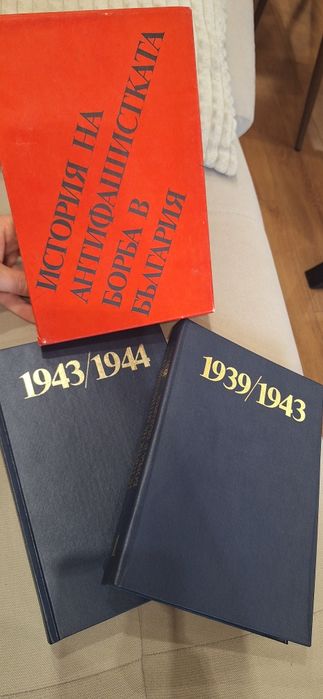 ИСТОРИЯ НА
АНТИФАШИСТКАТА
БОРБА В
БЪЛГАРИЯ
1943/1944
1939/1943